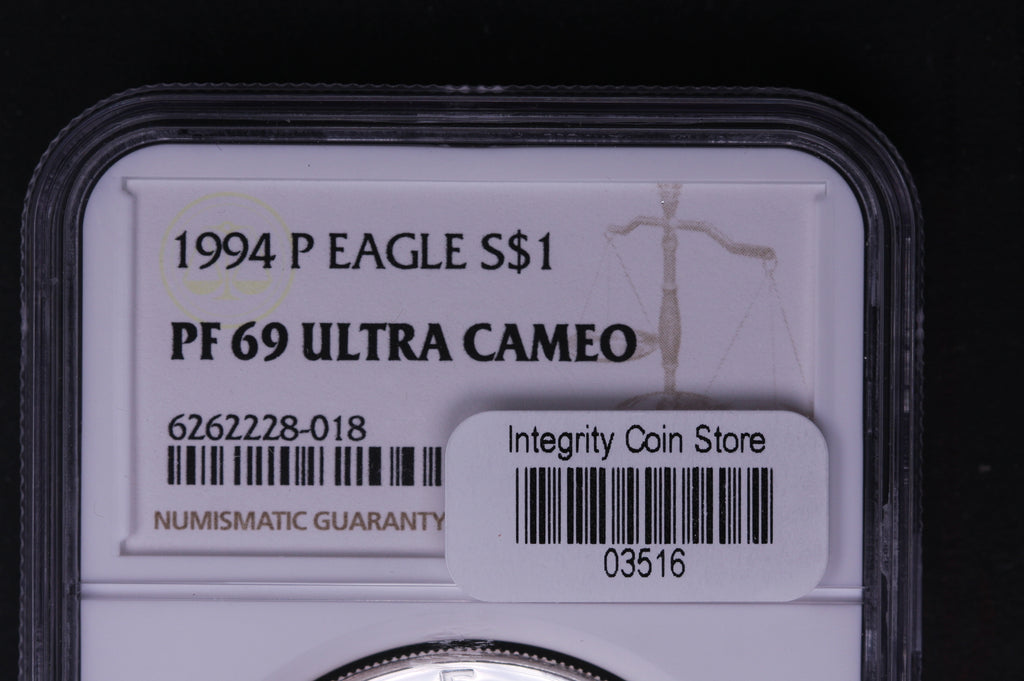 1994 P EAGLE S$1
PF 69 ULTRA CAMEO
6262228-018
NUMISMATIC GUARANTY
Integrity Coin Store
03516